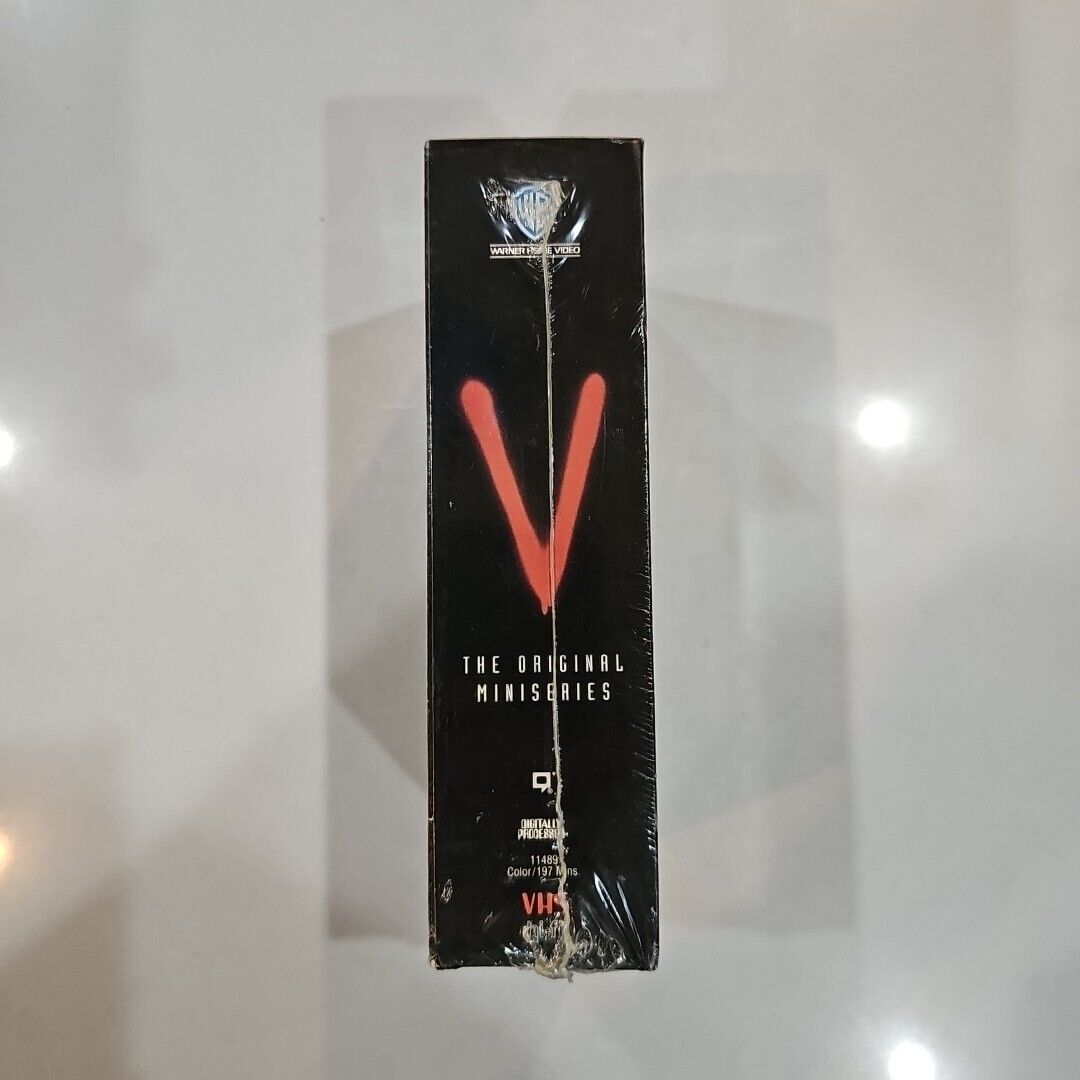 WB
WARNER HOME VIDEO
V
THE ORIGINAL
MINISERIES
DIGITALLY
PROCESSED
11489
Color/197 Mins
VHS